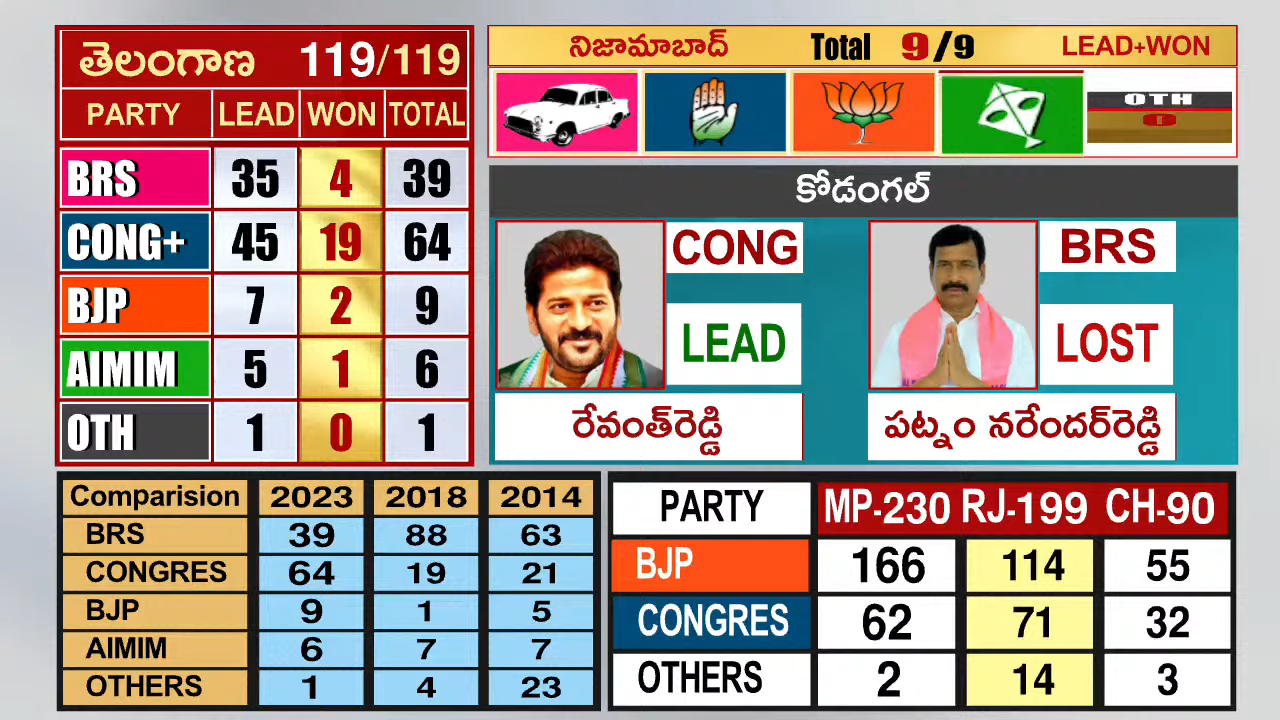 తెలంగాణ 119/119
PARTY LEAD WON TOTAL
BRS 35 4 39
CONG+ 45 19 64
BJP 7 2 9
AIMIM 5 1 6
OTH 1 0 1
నిజామాబాద్ Total 9/9 LEAD+WON
OTH
కోడంగల్
CONG
LEAD
రేవంత్‌రెడ్డి
BRS
LOST
పట్నం నరేందర్‌రెడ్డి
Comparision 2023 2018 2014
BRS 39 88 63
CONGRES 64 19 21
BJP 9 1 5
AIMIM 6 7 7
OTHERS 1 4 23
PARTY MP-230 RJ-199 CH-90
BJP 166 114 55
CONGRES 62 71 32
OTHERS 2 14 3